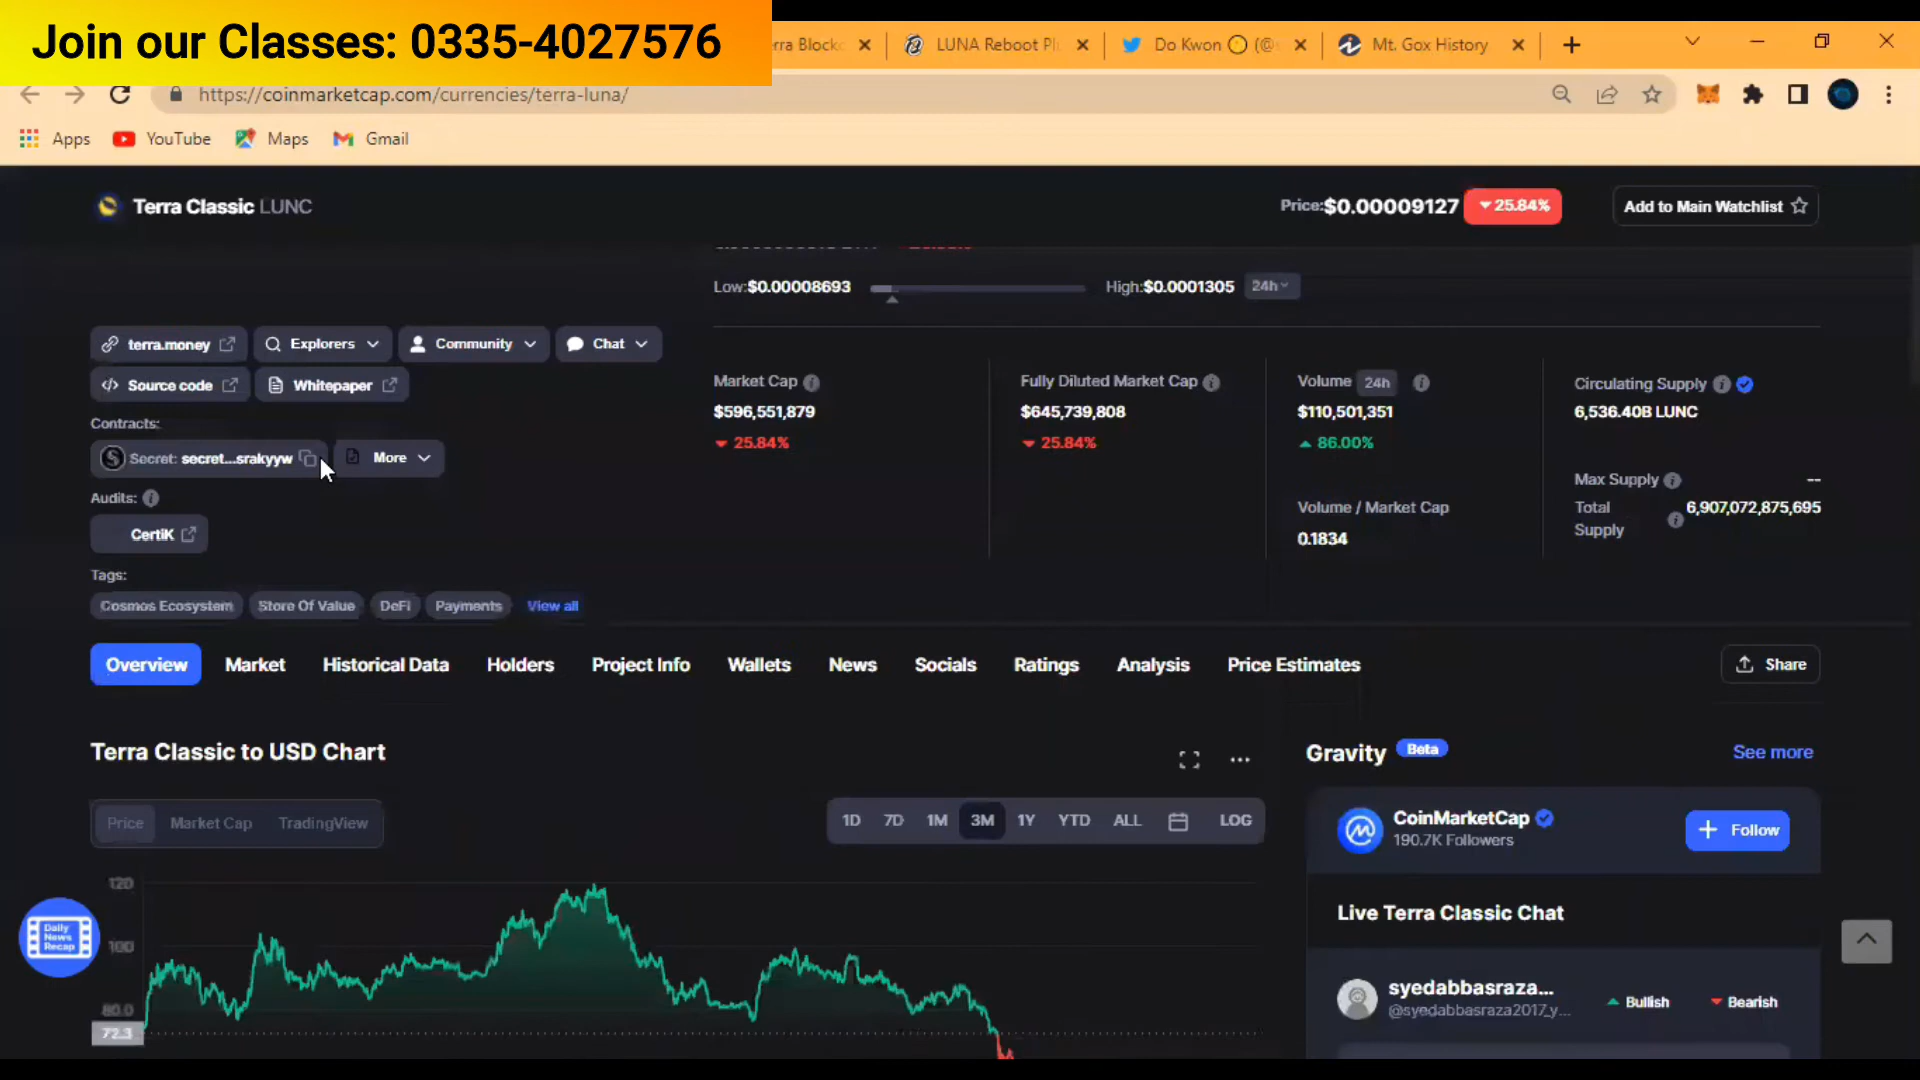 Join our Classes: 0335-4027576
rra Blockc
LUNA Reboot Pl
Do Kwon
Mt. Gox History
https://coinmarketcap.com/currencies/terra-luna/
Apps
YouTube
Maps
Gmail
Terra Classic LUNC
Price:$0.00009127
25.84%
Add to Main Watchlist
Low:$0.00008693
High:$0.0001305
24h
terra.money
Explorers
Community
Chat
Source code
Whitepaper
Contracts:
Secret: secret...srakyyw
More
Audits:
CertiK
Tags:
Cosmos Ecosystem
Store Of Value
DeFi
Payments
View all
Market Cap
$596,551,879
25.84%
Fully Diluted Market Cap
$645,739,808
25.84%
Volume 24h
$110,501,351
86.00%
Volume / Market Cap
0.1834
Circulating Supply
6,536.40B LUNC
Max Supply
--
Total Supply
6,907,072,875,695
Overview
Market
Historical Data
Holders
Project Info
Wallets
News
Socials
Ratings
Analysis
Price Estimates
Share
Terra Classic to USD Chart
Price
Market Cap
TradingView
1D
7D
1M
3M
1Y
YTD
ALL
LOG
120
100
80.0
72.3
Daily
News
Recap
Gravity
Beta
See more
CoinMarketCap
190.7K Followers
+ Follow
Live Terra Classic Chat
syedabbasraza...
@syedabbasraza2017_y...
Bullish
Bearish